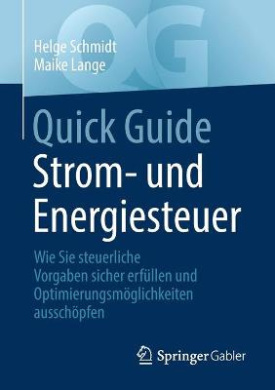 QG
Helge Schmidt
Maike Lange
Quick Guide
Strom- und
Energiesteuer
Wie Sie steuerliche
Vorgaben sicher erfüllen und
Optimierungsmöglichkeiten
ausschöpfen
Springer Gabler